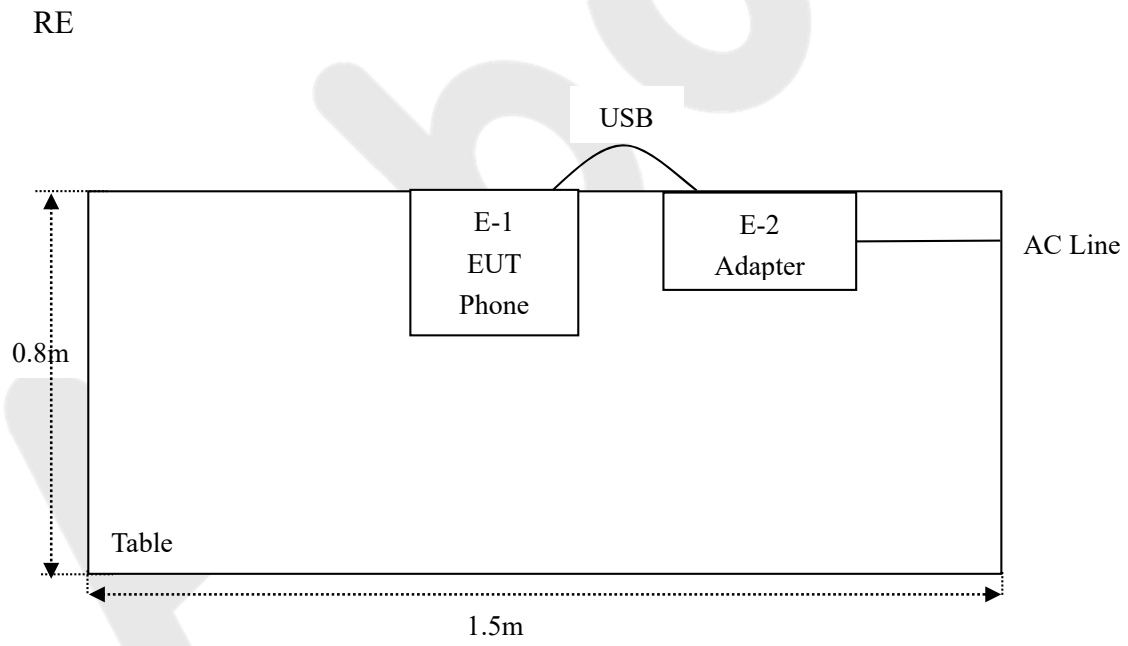 RE
USB
E-1
EUT
Phone
E-2
Adapter
AC Line
0.8m
Table
1.5m